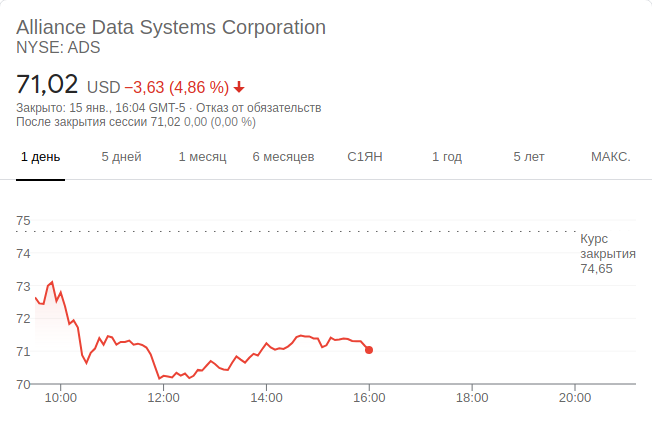 Alliance Data Systems Corporation
NYSE: ADS
71,02 USD −3,63 (4,86 %)
Закрыто: 15 янв., 16:04 GMT-5 · Отказ от обязательств
После закрытия сессии 71,02 0,00 (0,00 %)
1 день 5 дней 1 месяц 6 месяцев С1ЯН 1 год 5 лет МАКС.
75
Курс
закрытия
74,65
74
73
72
71
70
10:00 12:00 14:00 16:00 18:00 20:00